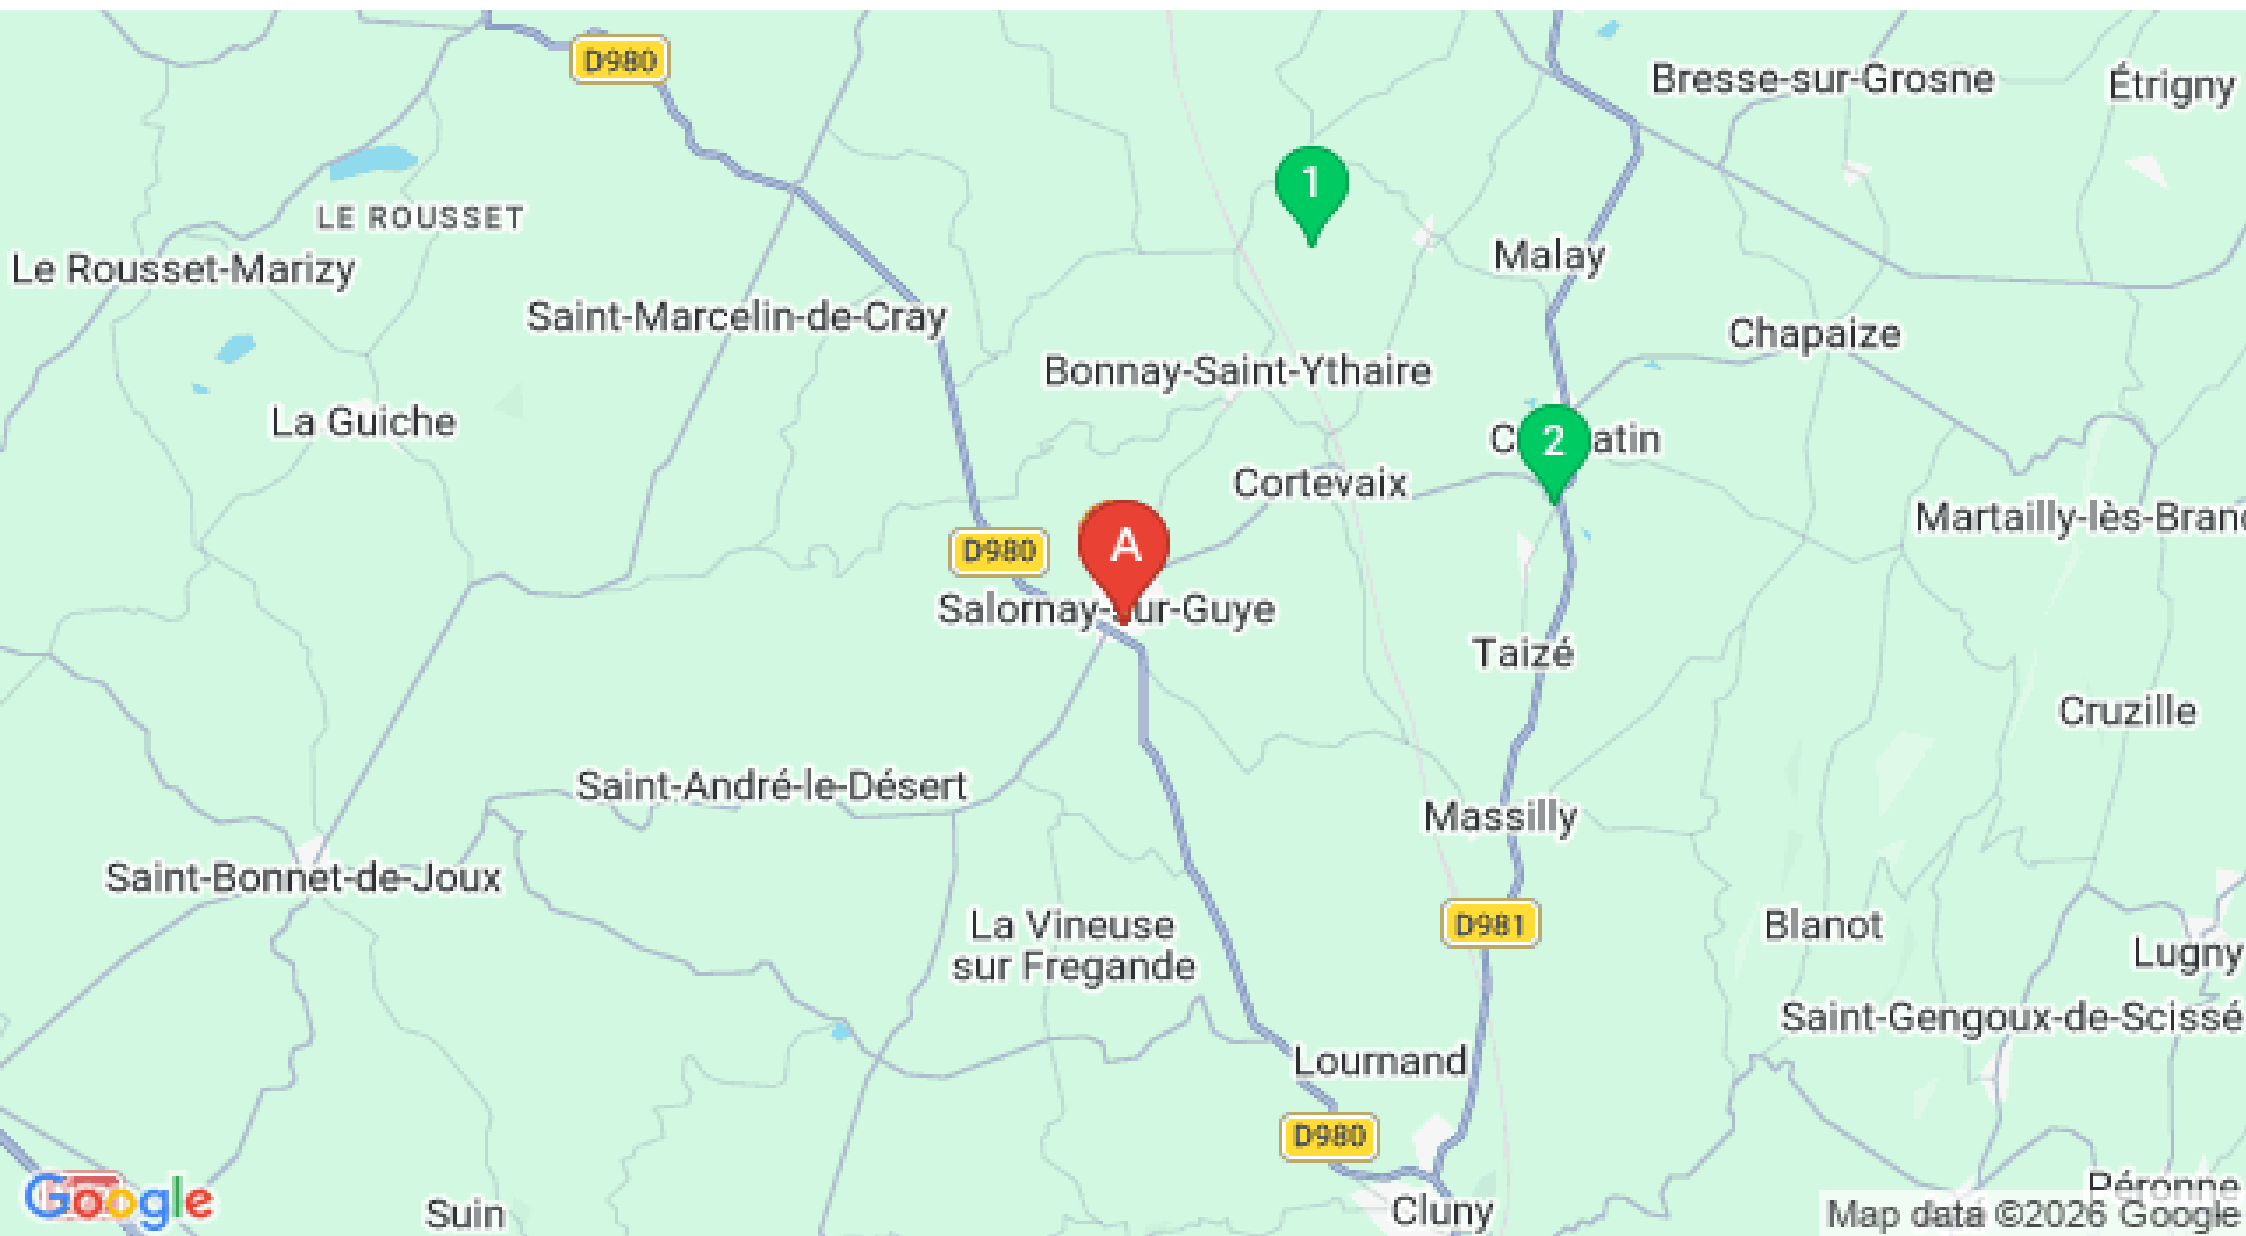 D980
Bresse-sur-Grosne
Étrigny
1
LE ROUSSET
Le Rousset-Marizy
Malay
Saint-Marcelin-de-Cray
Chapaize
Bonnay-Saint-Ythaire
La Guiche
2
Cortevaix
Martailly-lès-Branc
D980
A
Salornay-sur-Guye
Taizé
Cruzille
Saint-André-le-Désert
Massilly
Saint-Bonnet-de-Joux
D981
La Vineuse
sur Fregande
Blanot
Lugny
Saint-Gengoux-de-Scissé
Lournand
D980
Péronne
Google
Suin
Cluny
Map data ©2026 Google